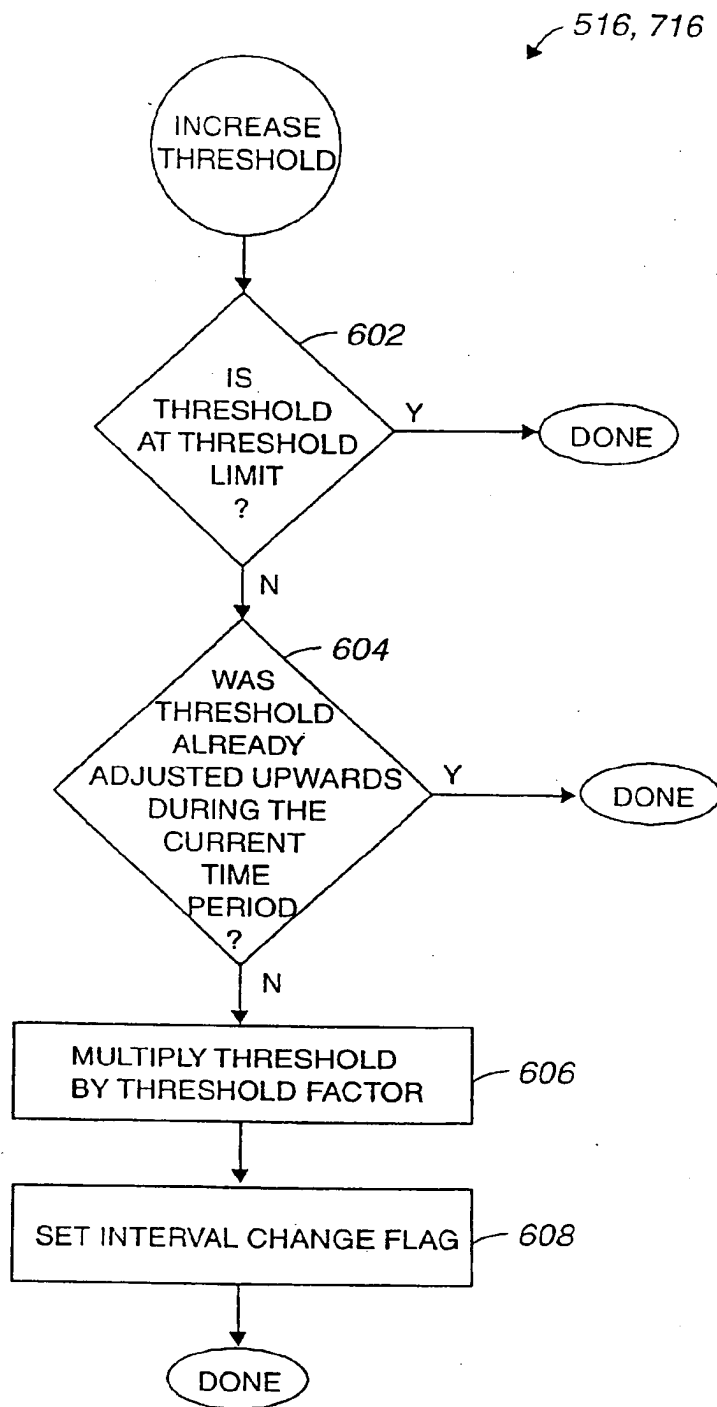 516, 716
INCREASE
THRESHOLD
602
IS
THRESHOLD
AT THRESHOLD
LIMIT
?
Y
DONE
N
604
WAS
THRESHOLD
ALREADY
ADJUSTED UPWARDS
DURING THE
CURRENT
TIME
PERIOD
?
Y
DONE
N
MULTIPLY THRESHOLD
BY THRESHOLD FACTOR
606
SET INTERVAL CHANGE FLAG
608
DONE